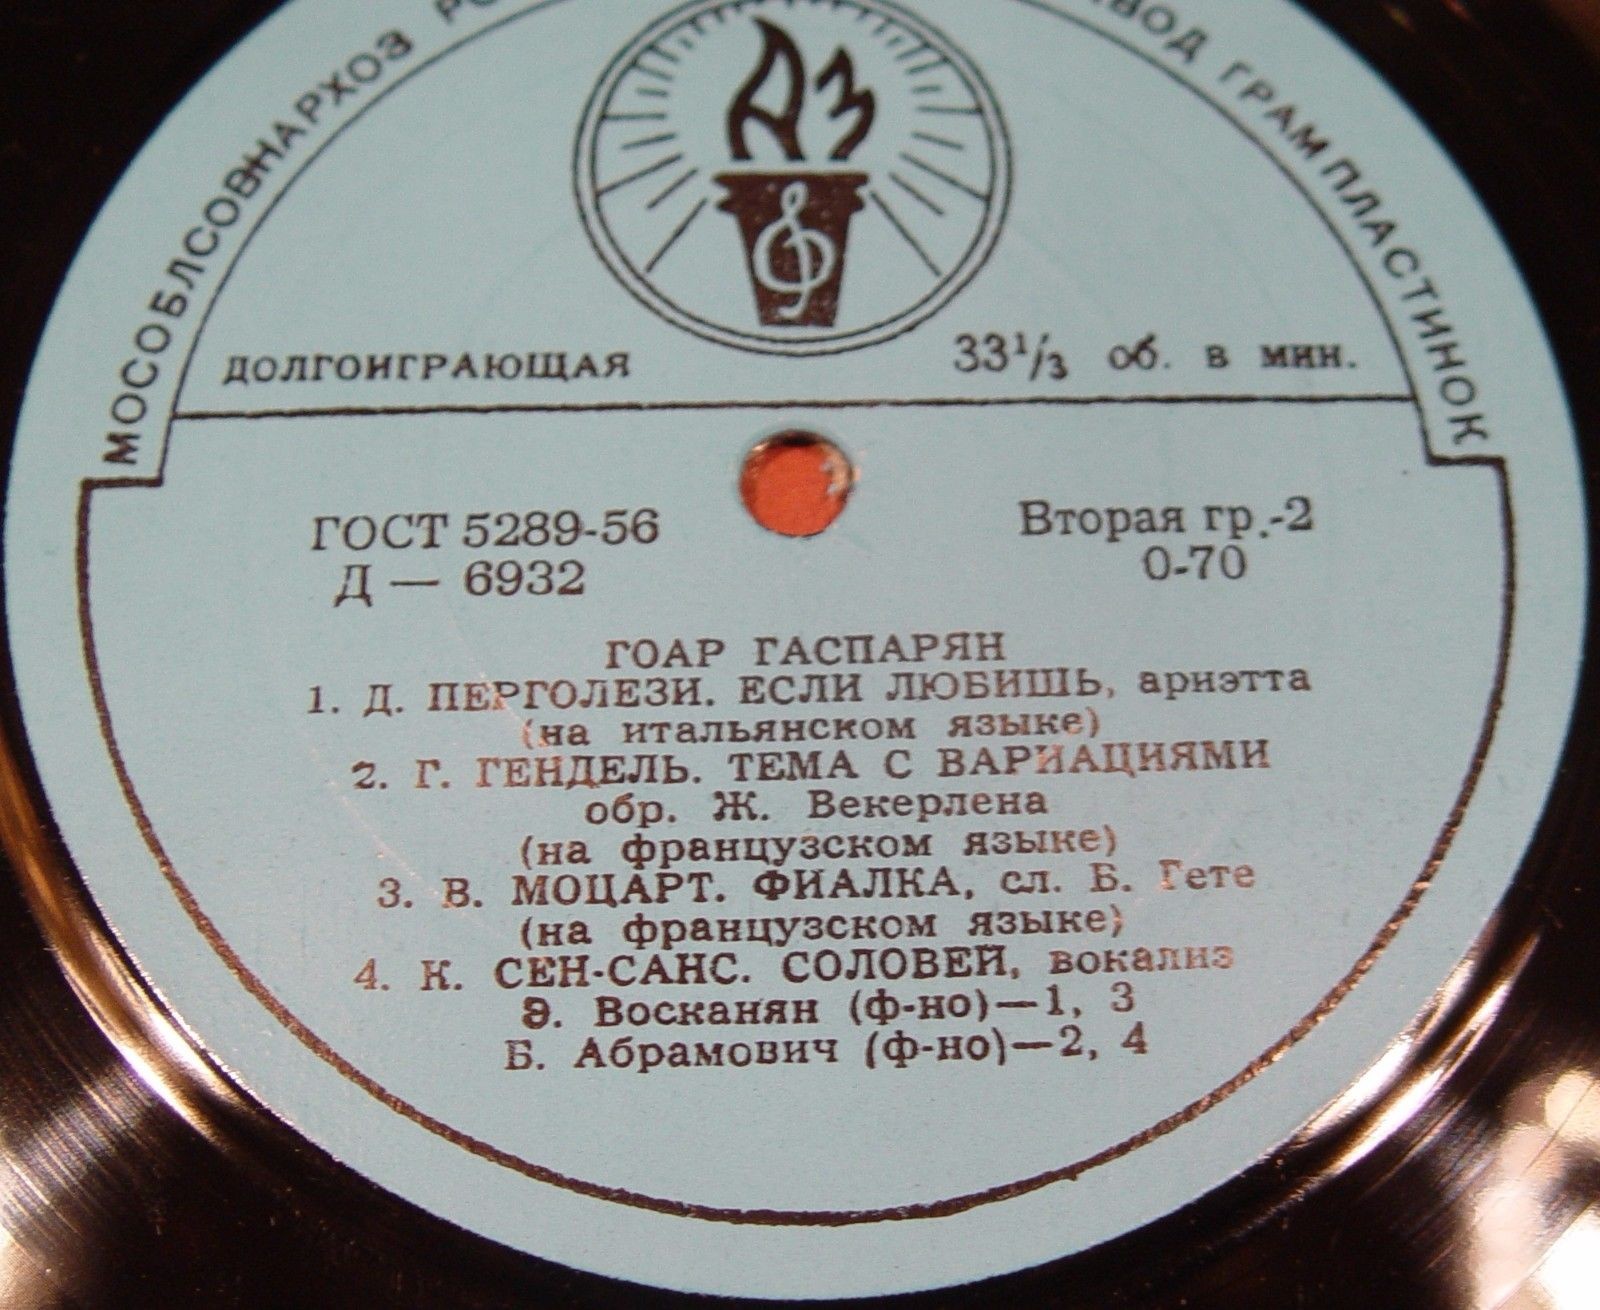 МОСОБЛСОВНАРХОЗ
ГРАМПЛАСТИНОК
АЗ
ДОЛГОИГРАЮЩАЯ
33 1/3 об. в мин.
ГОСТ 5289-56
Вторая гр.-2
Д — 6932
0-70
ГОАР ГАСПАРЯН
1. Д. ПЕРГОЛЕЗИ. ЕСЛИ ЛЮБИШЬ, ариэтта
(на итальянском языке)
2. Г. ГЕНДЕЛЬ. ТЕМА С ВАРИАЦИЯМИ
обр. Ж. Векерлена
(на французском языке)
3. В. МОЦАРТ. ФИАЛКА, сл. Б. Гете
(на французском языке)
4. К. СЕН-САНС. СОЛОВЕЙ, вокализ
Э. Восканян (ф-но)—1, 3
Б. Абрамович (ф-но)—2, 4